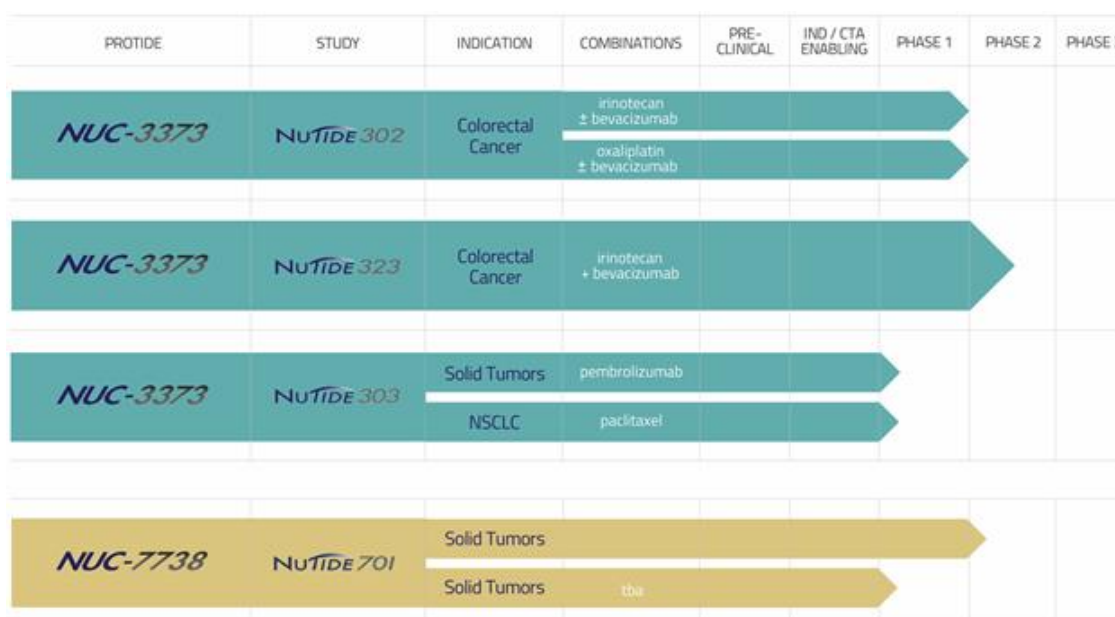 PROTIDE
STUDY
INDICATION
COMBINATIONS
PRE-
CLINICAL
IND / CTA
ENABLING
PHASE 1
PHASE 2
PHASE
NUC-3373
NUTIDE 302
Colorectal
Cancer
irinotecan
± bevacizumab
oxaliplatin
± bevacizumab
NUC-3373
NUTIDE 323
Colorectal
Cancer
irinotecan
+ bevacizumab
NUC-3373
NUTIDE 303
Solid Tumors
pembrolizumab
NSCLC
paclitaxel
NUC-7738
NUTIDE 701
Solid Tumors
Solid Tumors
tba